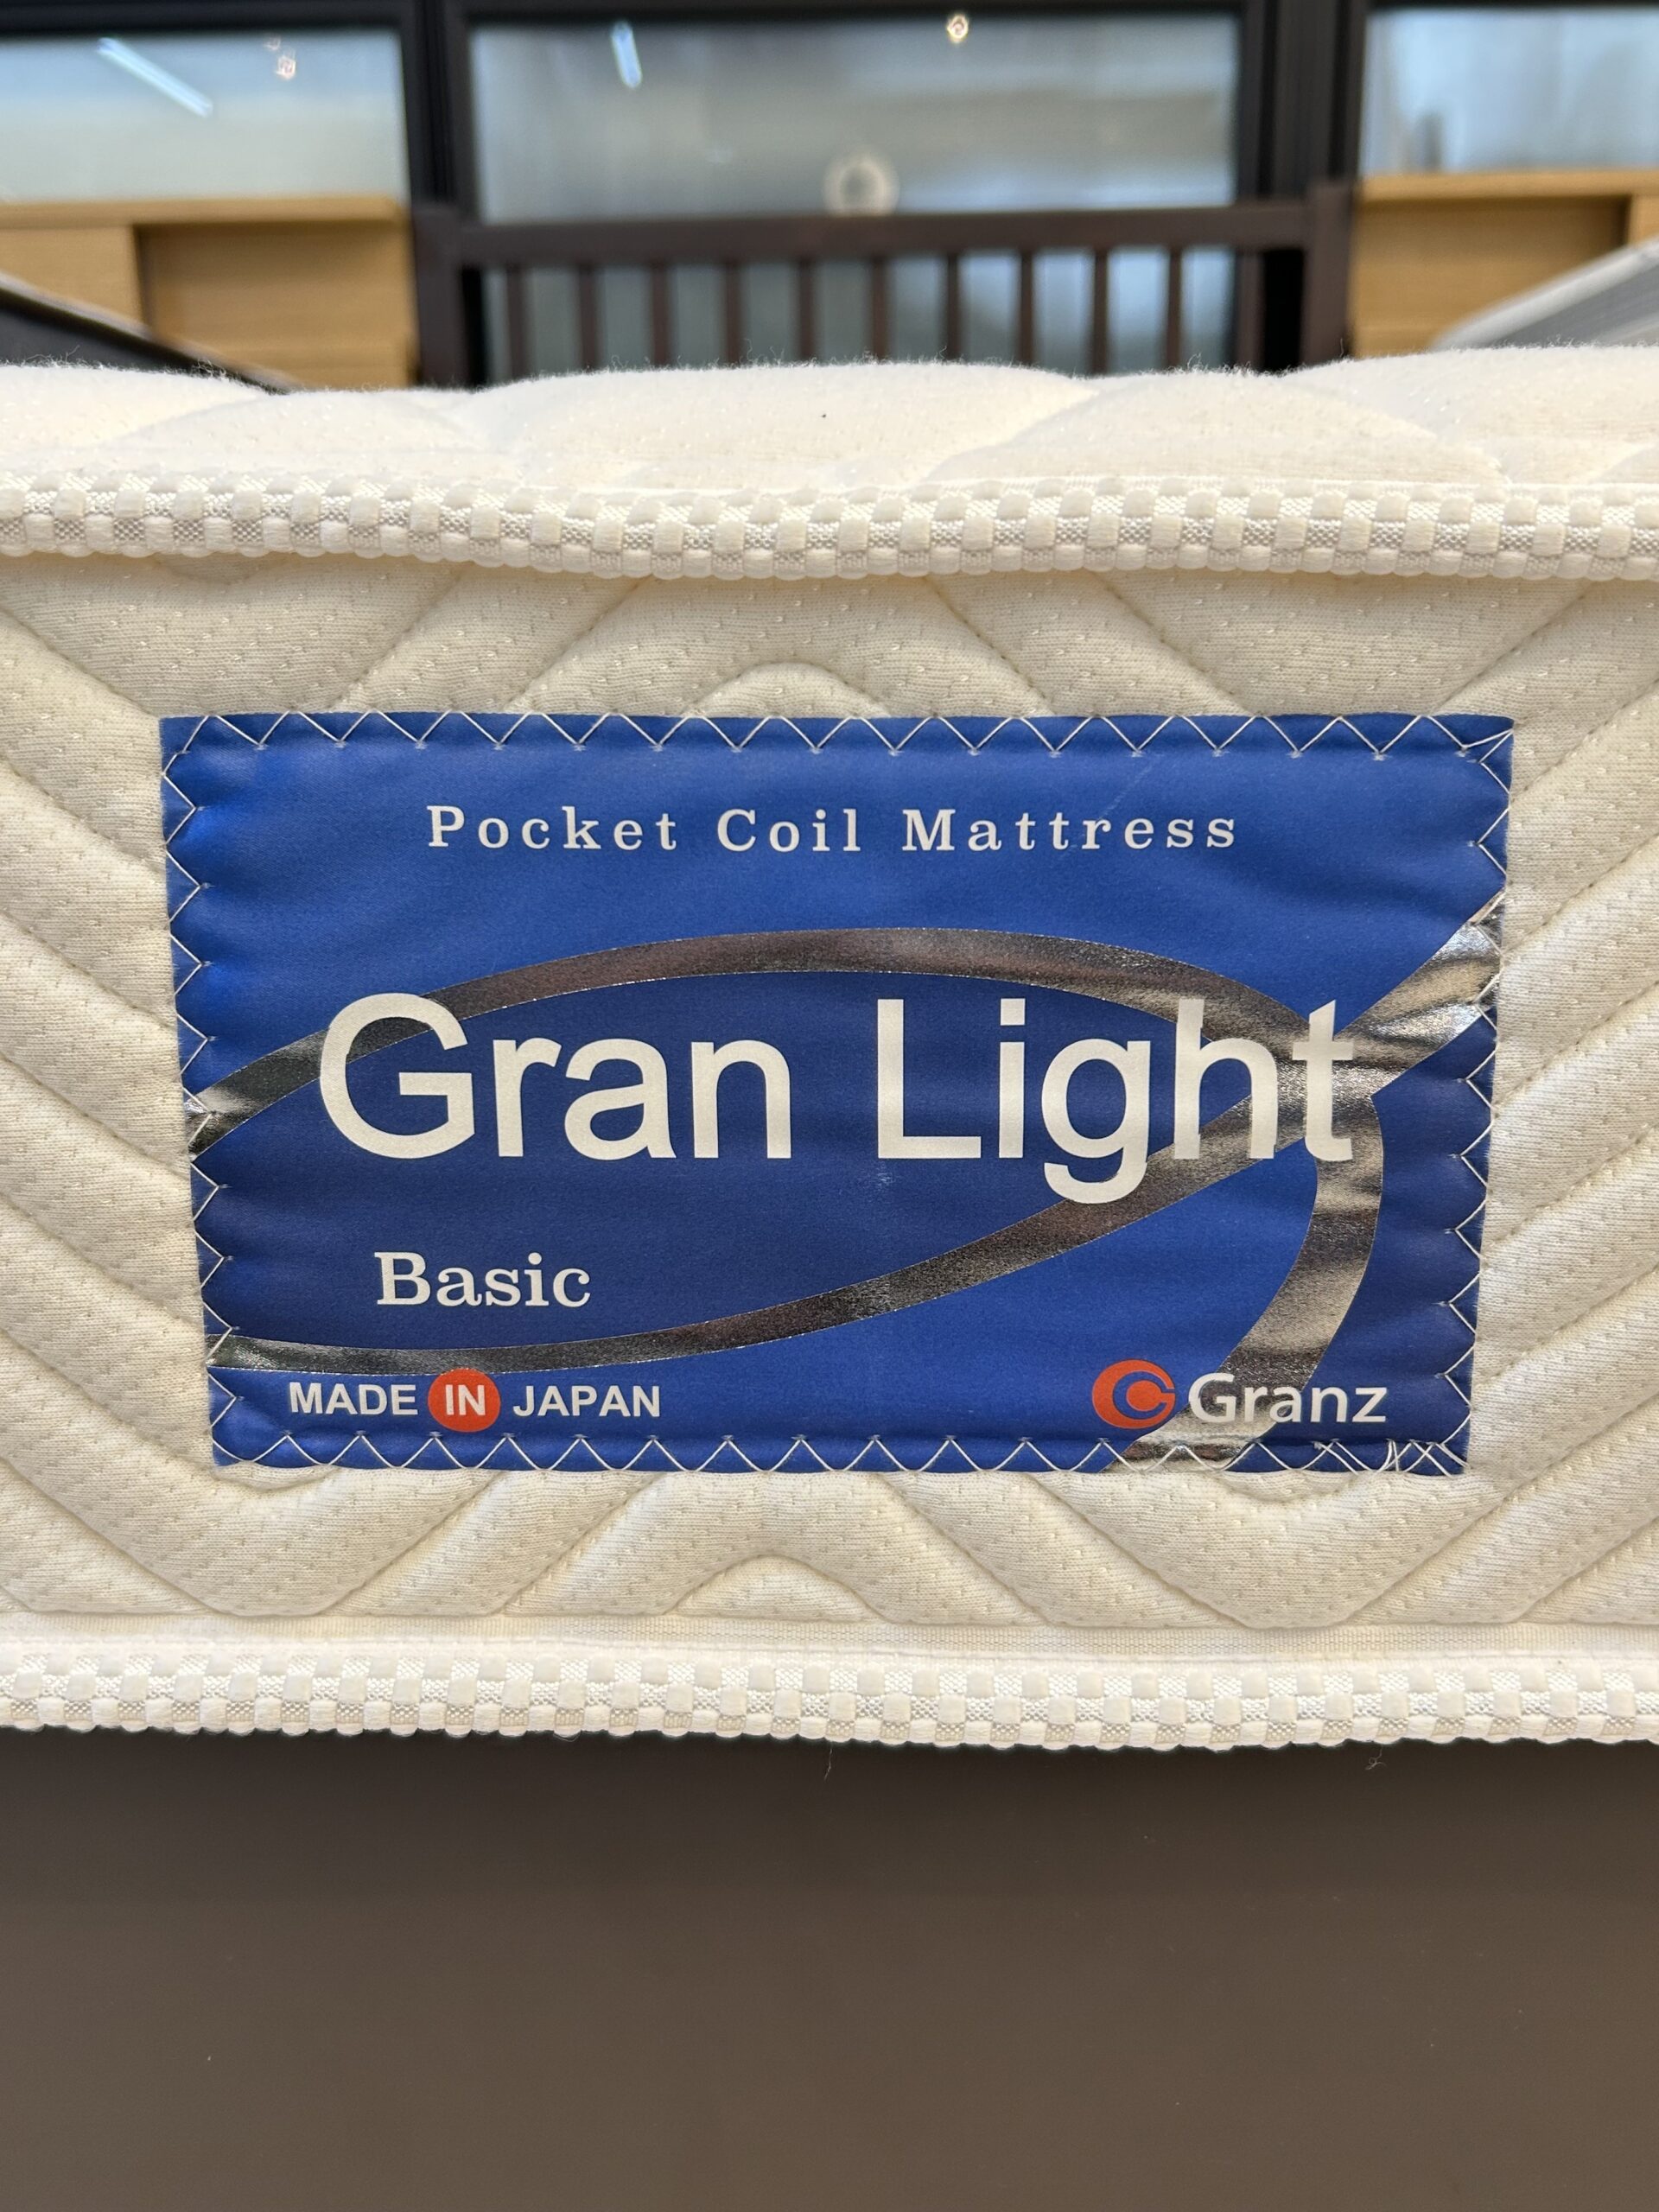 Pocket Coil Mattress
Gran Light
Basic
MADE IN JAPAN
Granz